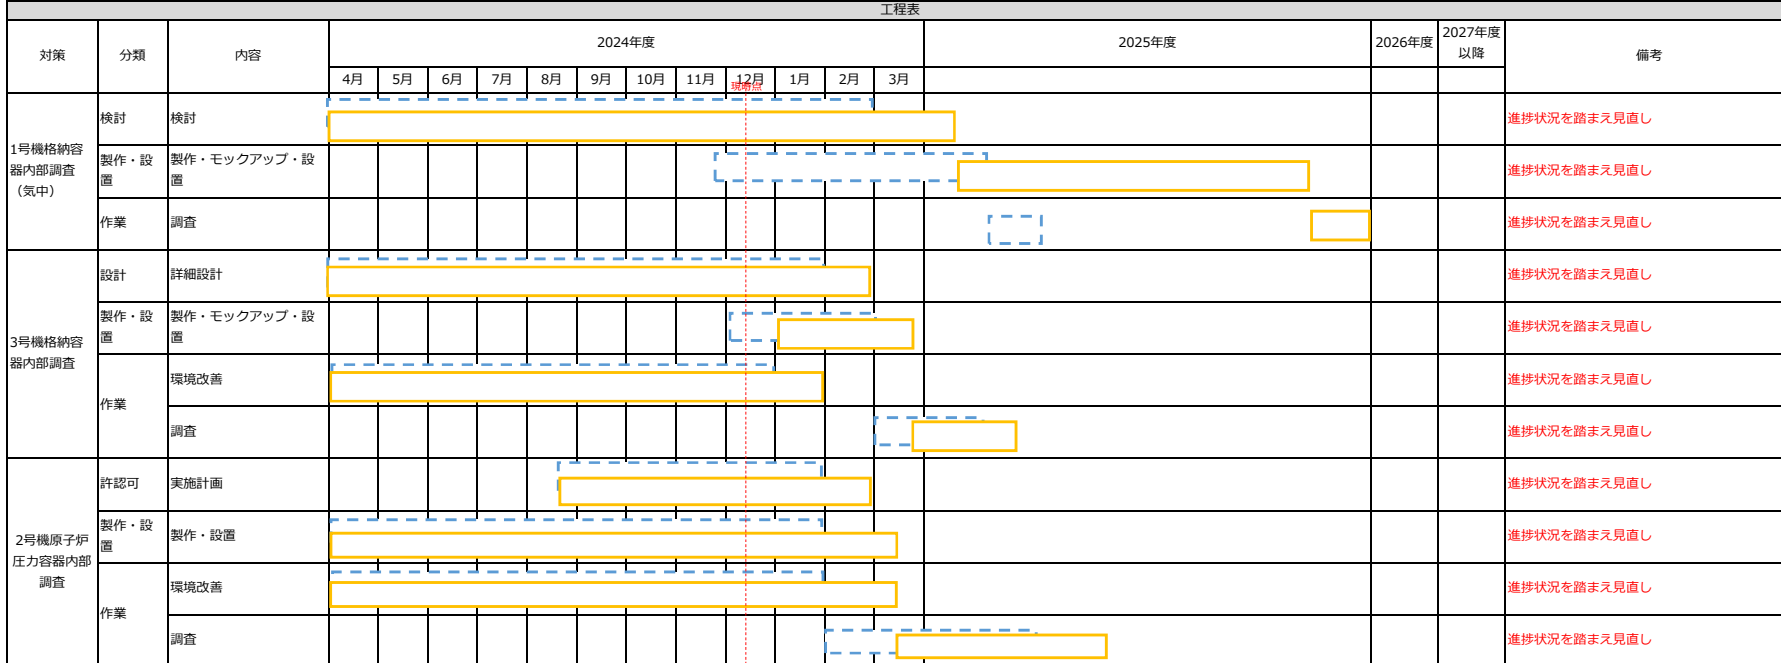 工程表
対策
分類
内容
2024年度
2025年度
2026年度
2027年度
以降
備考
4月
5月
6月
7月
8月
9月
10月
11月
12月
1月
2月
3月
現時点
1号機格納容
器内部調査
（気中）
検討
検討
進捗状況を踏まえ見直し
製作・設
置
製作・モックアップ・設
置
進捗状況を踏まえ見直し
作業
調査
進捗状況を踏まえ見直し
3号機格納容
器内部調査
設計
詳細設計
進捗状況を踏まえ見直し
製作・設
置
製作・モックアップ・設
置
進捗状況を踏まえ見直し
作業
環境改善
進捗状況を踏まえ見直し
調査
進捗状況を踏まえ見直し
2号機原子炉
圧力容器内部
調査
許認可
実施計画
進捗状況を踏まえ見直し
製作・設
置
製作・設置
進捗状況を踏まえ見直し
作業
環境改善
進捗状況を踏まえ見直し
調査
進捗状況を踏まえ見直し